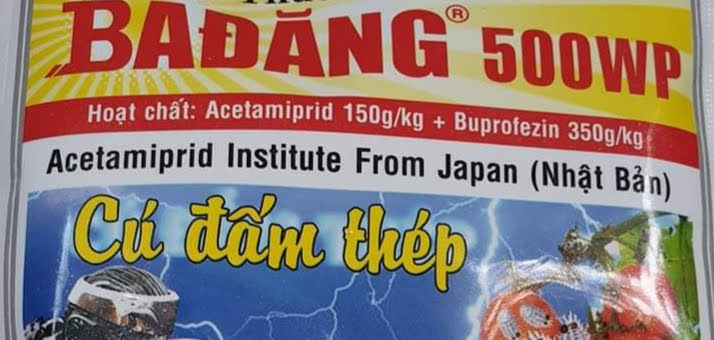 BAĐĂNG® 500WP
Hoạt chất: Acetamiprid 150g/kg + Buprofezin 350g/kg
Acetamiprid Institute From Japan (Nhật Bản)
Cú đấm thép